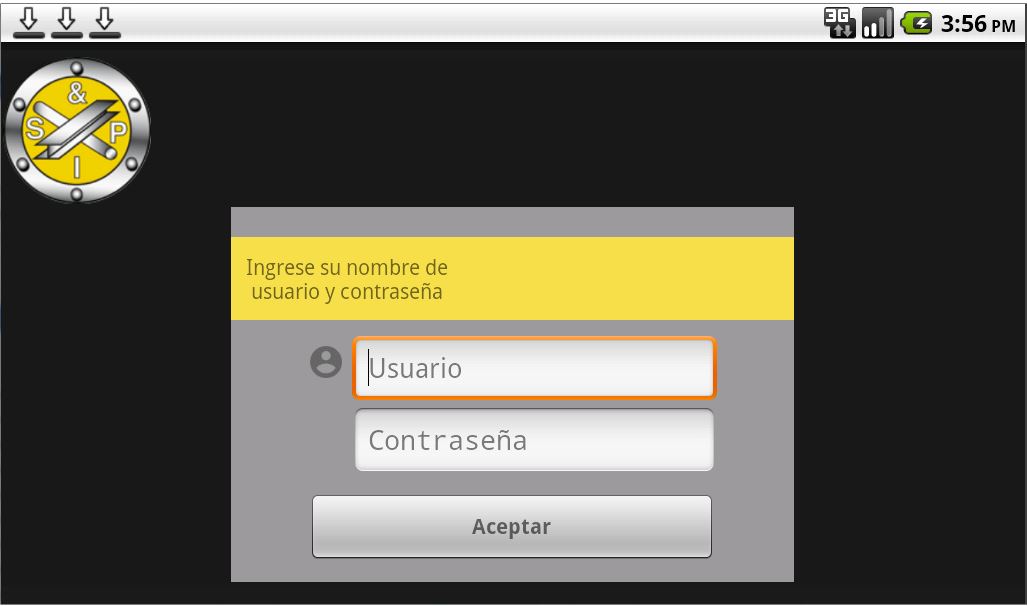 3G
3:56 PM
&
S P
I
Ingrese su nombre de
usuario y contraseña
Usuario
Contraseña
Aceptar